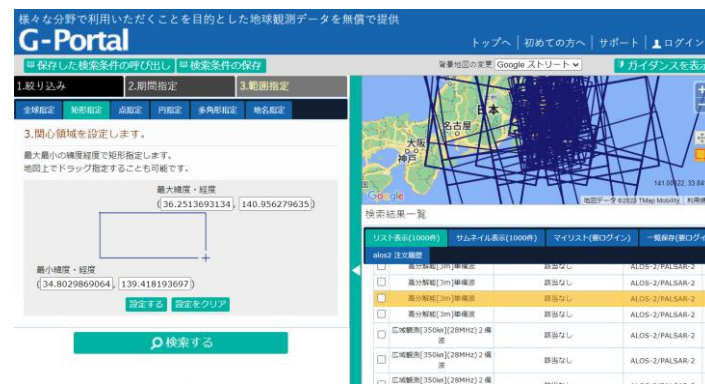 様々な分野で利用いただくことを目的とした地球観測データを無償で提供
G-Portal
トップへ | 初めての方へ | サポート | ログイン
保存した検索条件の呼び出し 検索条件の保存
背景地図の変更 Google ストリート
ガイダンスを表示
1.絞り込み 2.期間指定 3.範囲指定
全球指定 矩形指定 点指定 円指定 多角形指定 地名指定
3.関心領域を設定します。
最大最小の緯度経度で矩形指定します。
地図上でドラッグ指定することも可能です。
最大緯度・経度
(36.2513693134, 140.956279635)
最小緯度・経度
(34.8029869064, 139.418193697)
設定する 設定をクリア
検索する
日本
名古屋
大阪
神戸
Google
地図データ ©2023 TMap Mobility
検索結果一覧
リスト表示(1000件) サムネイル表示(1000件) マイリスト(要ログイン) 一覧保存(要ログイ
alos2 注文履歴
高分解能[3m]単偏波 該当なし ALOS-2/PALSAR-2
高分解能[3m]単偏波 該当なし ALOS-2/PALSAR-2
高分解能[3m]単偏波 該当なし ALOS-2/PALSAR-2
高分解能[3m]単偏波 該当なし ALOS-2/PALSAR-2
広域観測[350km](28MHz)2偏
波 該当なし ALOS-2/PALSAR-2
広域観測[350km](28MHz)2偏
波 該当なし ALOS-2/PALSAR-2
広域観測[350km](28MHz)2偏